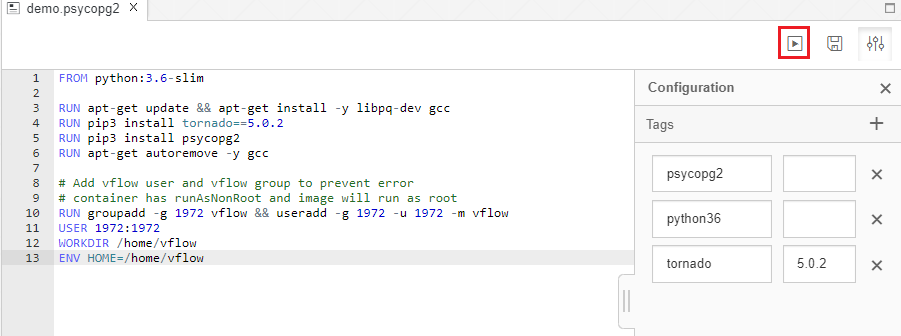 demo.psycopg2 ×
1 FROM python:3.6-slim
2
3 RUN apt-get update && apt-get install -y libpq-dev gcc
4 RUN pip3 install tornado==5.0.2
5 RUN pip3 install psycopg2
6 RUN apt-get autoremove -y gcc
7
8 # Add vflow user and vflow group to prevent error
9 # container has runAsNonRoot and image will run as root
10 RUN groupadd -g 1972 vflow && useradd -g 1972 -u 1972 -m vflow
11 USER 1972:1972
12 WORKDIR /home/vflow
13 ENV HOME=/home/vflow
Configuration ×
Tags +
psycopg2 ×
python36 ×
tornado 5.0.2 ×